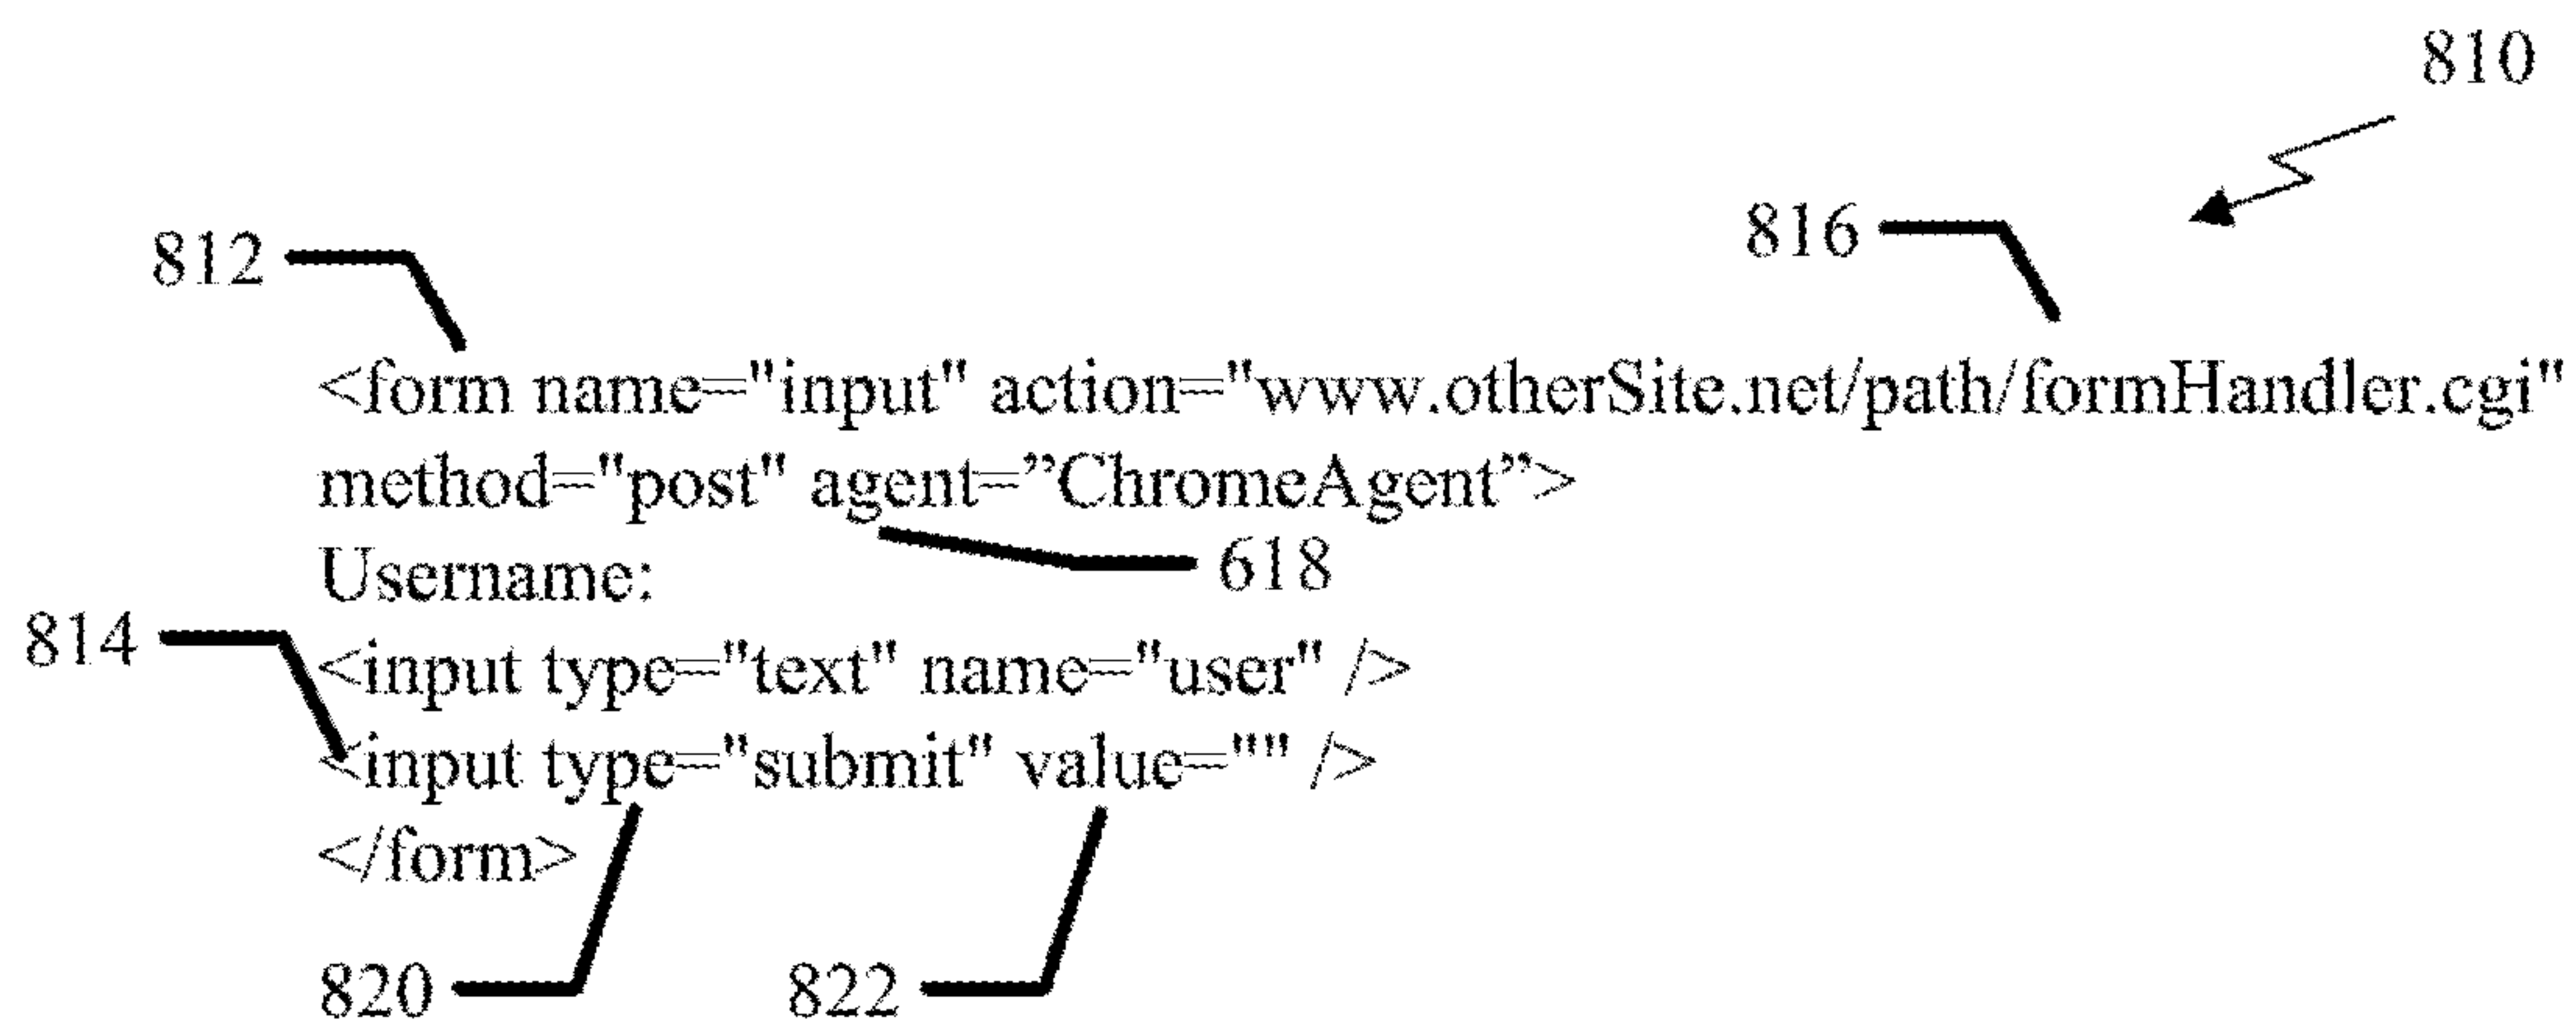 810
816
812
<form name="input" action="www.otherSite.net/path/formHandler.cgi"
method="post" agent=”ChromeAgent”>
618
Username:
814
<input type="text" name="user" />
<input type="submit" value="" />
</form>
820 822